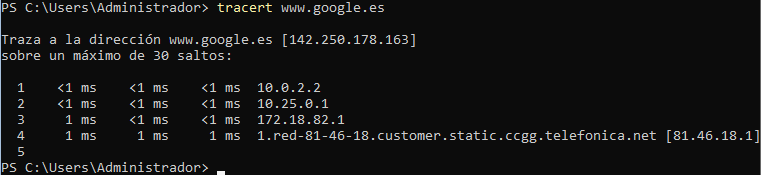 PS C:\Users\Administrador> tracert www.google.es
Traza a la dirección www.google.es [142.250.178.163]
sobre un máximo de 30 saltos:
1 <1 ms <1 ms <1 ms 10.0.2.2
2 <1 ms <1 ms <1 ms 10.25.0.1
3 1 ms <1 ms <1 ms 172.18.82.1
4 1 ms 1 ms 1 ms 1.red-81-46-18.customer.static.ccgg.telefonica.net [81.46.18.1]
5
PS C:\Users\Administrador>